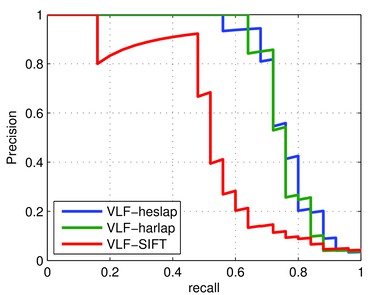 1
0.8
0.6
0.4
0.2
0
Precision
VLF-heslap
VLF-harlap
VLF-SIFT
0 0.2 0.4 0.6 0.8 1
recall